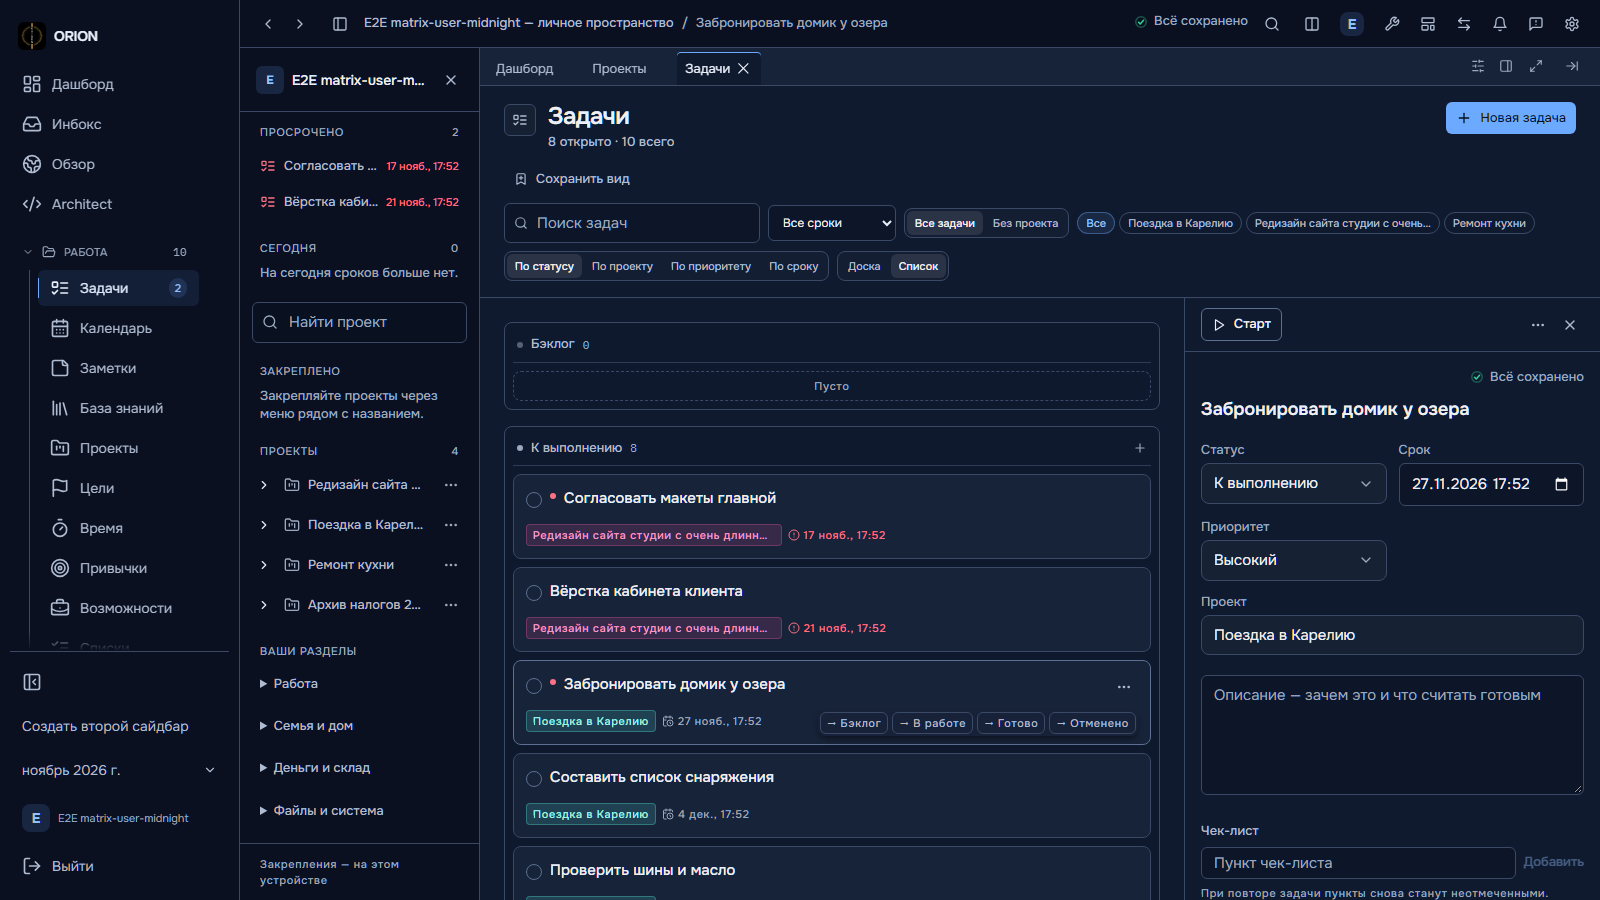 ORION
Дашборд
Инбокс
Обзор
Architect
РАБОТА 10
Задачи 2
Календарь
Заметки
База знаний
Проекты
Цели
Время
Привычки
Возможности
Списки
Создать второй сайдбар
ноябрь 2026 г.
E E2E matrix-user-midnight
Выйти
E2E matrix-user-midnight — личное пространство / Забронировать домик у озера
Всё сохранено
E
E E2E matrix-user-m...
ПРОСРОЧЕНО 2
Согласовать ... 17 нояб., 17:52
Вёрстка каби... 21 нояб., 17:52
СЕГОДНЯ 0
На сегодня сроков больше нет.
Найти проект
ЗАКРЕПЛЕНО
Закрепляйте проекты через
меню рядом с названием.
ПРОЕКТЫ 4
Редизайн сайта ...
Поездка в Карел...
Ремонт кухни
Архив налогов 2...
ВАШИ РАЗДЕЛЫ
Работа
Семья и дом
Деньги и склад
Файлы и система
Закрепления — на этом
устройстве
Дашборд Проекты Задачи
Задачи
8 открыто · 10 всего
Новая задача
Сохранить вид
Поиск задач Все сроки Все задачи Без проекта Все Поездка в Карелию Редизайн сайта студии с очень... Ремонт кухни
По статусу По проекту По приоритету По сроку Доска Список
Бэклог 0
Пусто
К выполнению 8
Согласовать макеты главной
Редизайн сайта студии с очень длинн... 17 нояб., 17:52
Вёрстка кабинета клиента
Редизайн сайта студии с очень длинн... 21 нояб., 17:52
Забронировать домик у озера
Поездка в Карелию 27 нояб., 17:52 → Бэклог → В работе → Готово → Отменено
Составить список снаряжения
Поездка в Карелию 4 дек., 17:52
Проверить шины и масло
Старт
Всё сохранено
Забронировать домик у озера
Статус Срок
К выполнению 27.11.2026 17:52
Приоритет
Высокий
Проект
Поездка в Карелию
Описание — зачем это и что считать готовым
Чек-лист
Пункт чек-листа Добавить
При повторе задачи пункты снова станут неотмеченными.